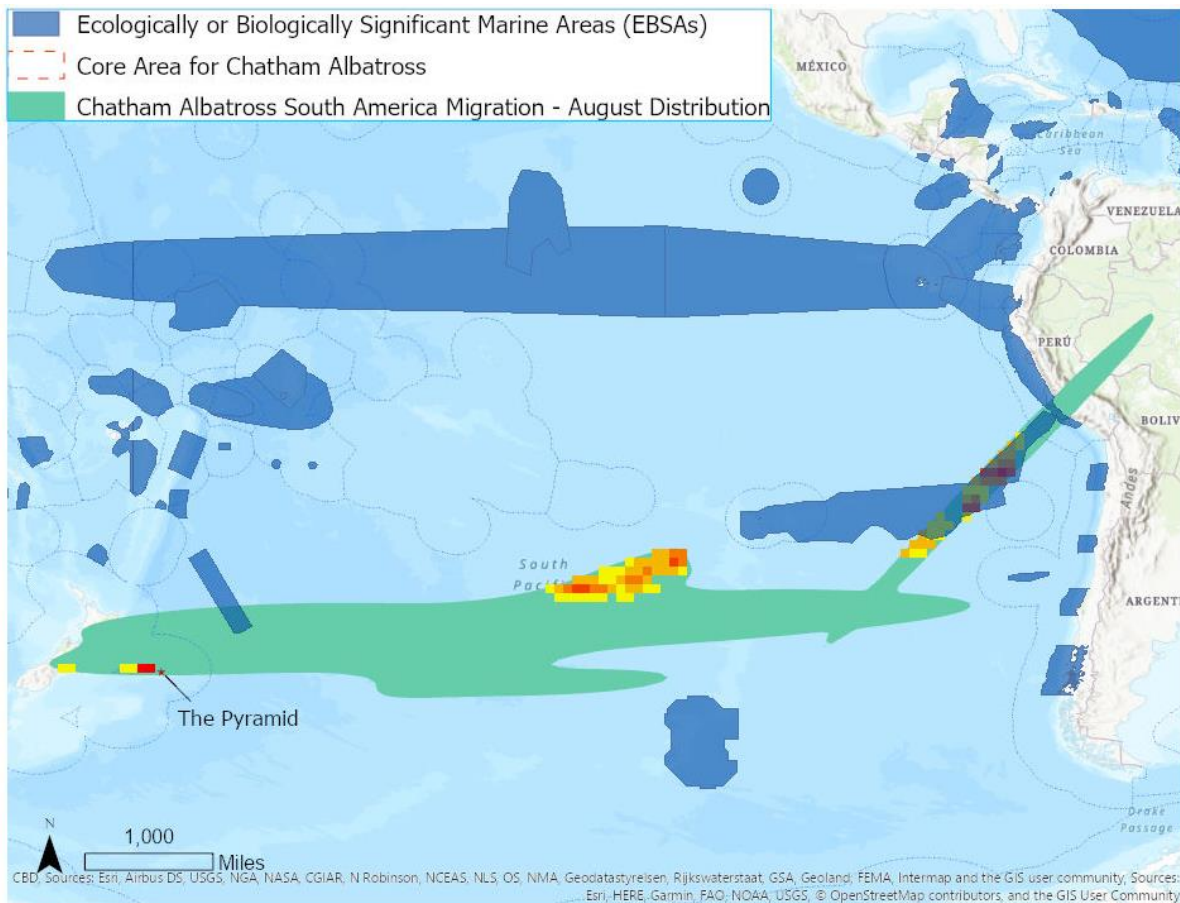 Ecologically or Biologically Significant Marine Areas (EBSAs)
Core Area for Chatham Albatross
Chatham Albatross South America Migration - August Distribution
MÉXICO
Caribbean
Sea
VENEZUELA
COLOMBIA
PERÚ
BOLIV
Andes
South
Pacif
ARGENT
The Pyramid
Drake
Passage
N
1,000
Miles
CBD, Sources: Esri, Airbus DS, USGS, NGA, NASA, CGIAR, N Robinson, NCEAS, NLS, OS, NMA, Geodatastyrelsen, Rijkswaterstaat, GSA, Geoland, FEMA, Intermap and the GIS user community, Sources:
Esri, HERE, Garmin, FAO, NOAA, USGS, © OpenStreetMap contributors, and the GIS User Community